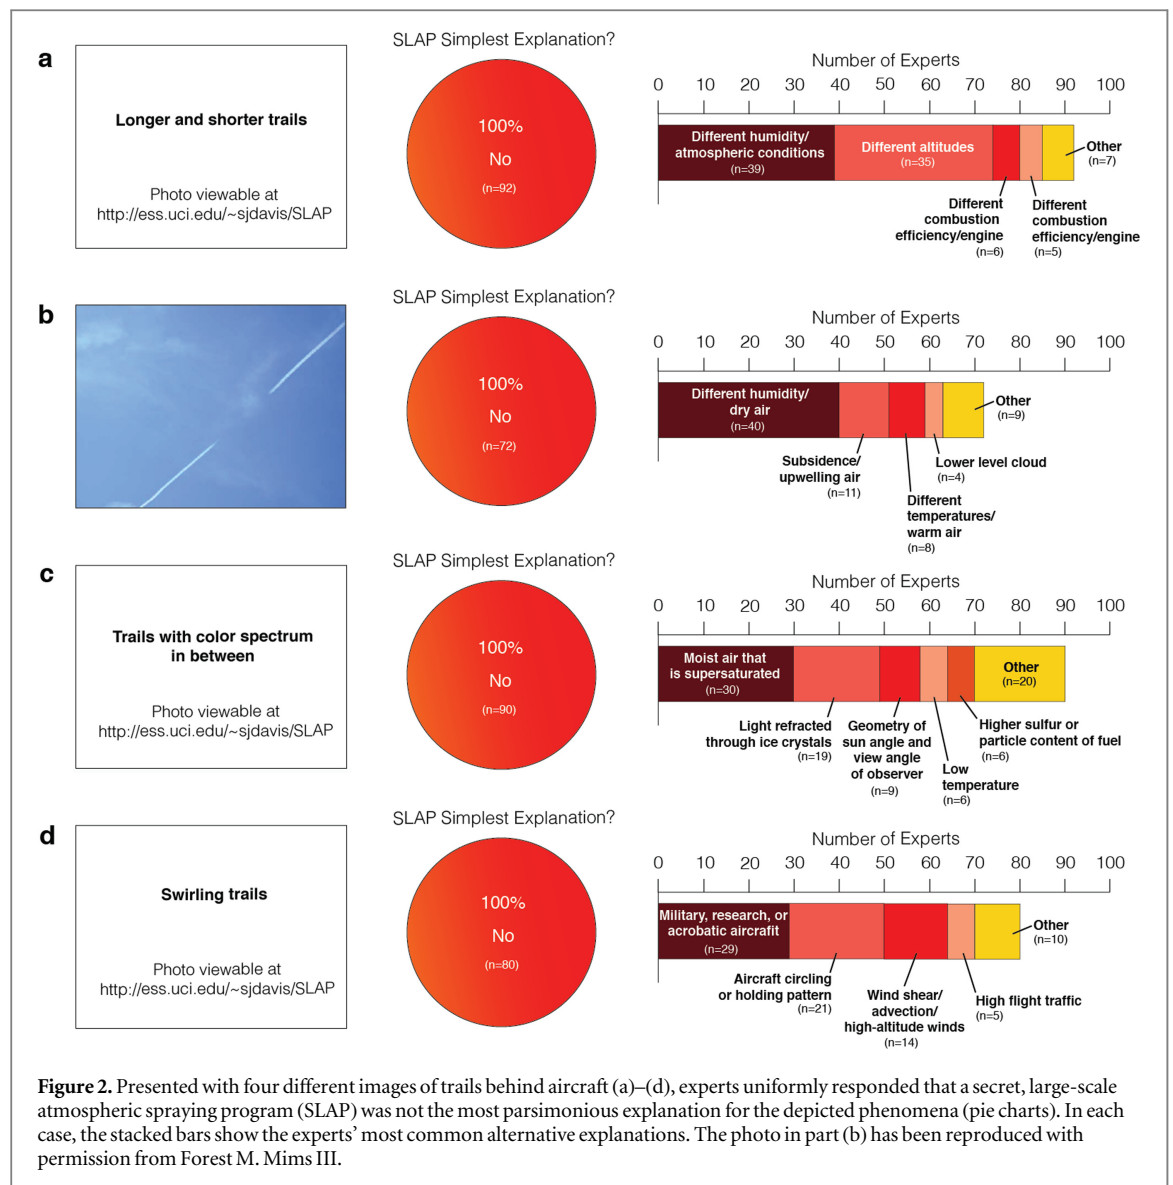 a
Longer and shorter trails
Photo viewable at
http://ess.uci.edu/~sjdavis/SLAP
SLAP Simplest Explanation?
100%
No
(n=92)
Number of Experts
0 10 20 30 40 50 60 70 80 90 100
Different humidity/
atmospheric conditions
(n=39)
Different altitudes
(n=35)
Different
combustion
efficiency/engine
(n=6)
Different
combustion
efficiency/engine
(n=5)
Other
(n=7)
b
SLAP Simplest Explanation?
100%
No
(n=72)
Number of Experts
0 10 20 30 40 50 60 70 80 90 100
Different humidity/
dry air
(n=40)
Subsidence/
upwelling air
(n=11)
Different
temperatures/
warm air
(n=8)
Lower level cloud
(n=4)
Other
(n=9)
c
Trails with color spectrum
in between
Photo viewable at
http://ess.uci.edu/~sjdavis/SLAP
SLAP Simplest Explanation?
100%
No
(n=90)
Number of Experts
0 10 20 30 40 50 60 70 80 90 100
Moist air that
is supersaturated
(n=30)
Light refracted
through ice crystals
(n=19)
Geometry of
sun angle and
view angle
of observer
(n=9)
Low
temperature
(n=6)
Higher sulfur or
particle content of fuel
(n=6)
Other
(n=20)
d
Swirling trails
Photo viewable at
http://ess.uci.edu/~sjdavis/SLAP
SLAP Simplest Explanation?
100%
No
(n=80)
Number of Experts
0 10 20 30 40 50 60 70 80 90 100
Military, research, or
acrobatic aircrafit
(n=29)
Aircraft circling
or holding pattern
(n=21)
Wind shear/
advection/
high-altitude winds
(n=14)
High flight traffic
(n=5)
Other
(n=10)
Figure 2. Presented with four different images of trails behind aircraft (a)–(d), experts uniformly responded that a secret, large-scale
atmospheric spraying program (SLAP) was not the most parsimonious explanation for the depicted phenomena (pie charts). In each
case, the stacked bars show the experts' most common alternative explanations. The photo in part (b) has been reproduced with
permission from Forest M. Mims III.